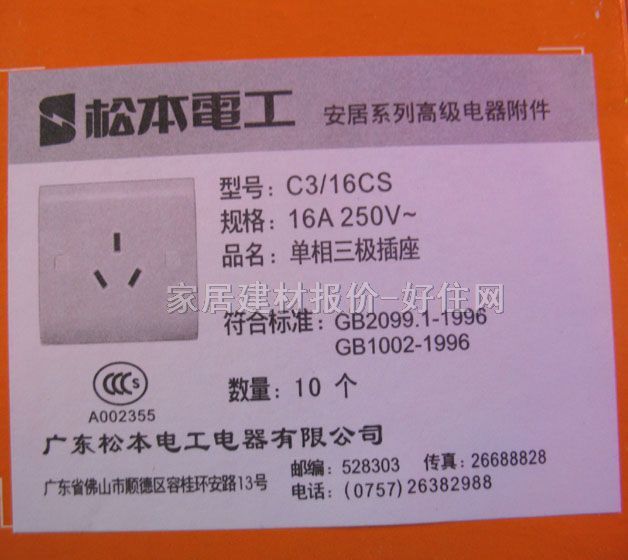 松本電工 安居系列高级电器附件
型号: C3/16CS
规格: 16A 250V~
品名: 单相三极插座
家居建材报价-好住网
符合标准: GB2099.1-1996
GB1002-1996
CCC S
A002355
数量: 10 个
广东松本电工电器有限公司
广东省佛山市顺德区容桂环安路13号
邮编: 528303 传真: 26688828
电话: (0757) 26382988